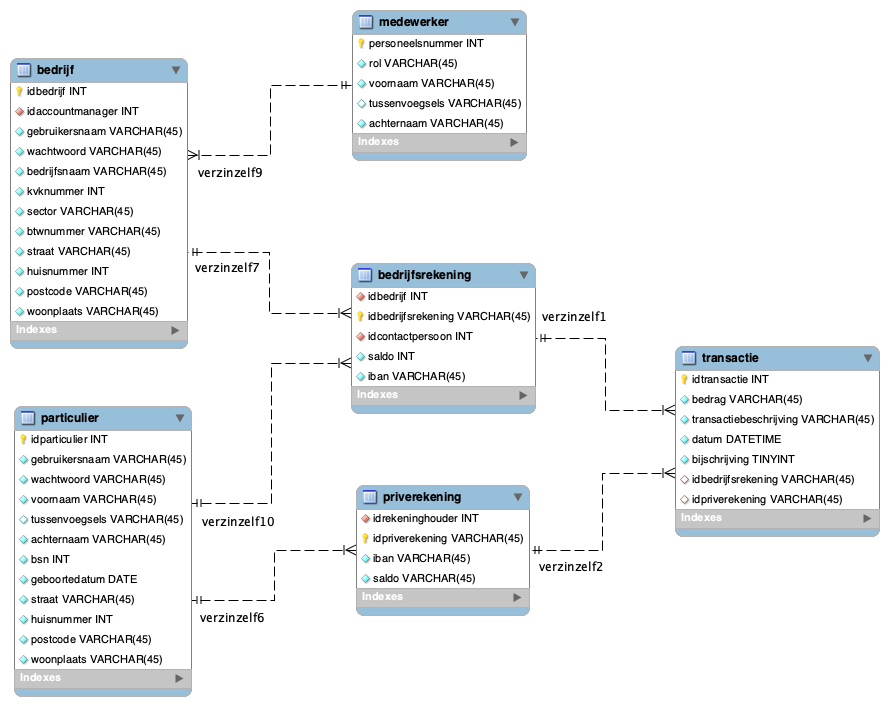 medewerker
personeelsnummer INT
rol VARCHAR(45)
voornaam VARCHAR(45)
tussenvoegsels VARCHAR(45)
achternaam VARCHAR(45)
Indexes
bedrijf
idbedrijf INT
idaccountmanager INT
gebruikersnaam VARCHAR(45)
wachtwoord VARCHAR(45)
bedrijfsnaam VARCHAR(45)
kvknummer INT
sector VARCHAR(45)
btwnummer VARCHAR(45)
straat VARCHAR(45)
huisnummer INT
postcode VARCHAR(45)
woonplaats VARCHAR(45)
Indexes
verzinzelf9
verzinzelf7
bedrijfsrekening
idbedrijf INT
idbedrijfsrekening VARCHAR(45)
idcontactpersoon INT
saldo INT
iban VARCHAR(45)
Indexes
verzinzelf1
transactie
idtransactie INT
bedrag VARCHAR(45)
transactiebeschrijving VARCHAR(45)
datum DATETIME
bijschrijving TINYINT
idbedrijfsrekening VARCHAR(45)
idpriverekening VARCHAR(45)
Indexes
particulier
idparticulier INT
gebruikersnaam VARCHAR(45)
wachtwoord VARCHAR(45)
voornaam VARCHAR(45)
tussenvoegsels VARCHAR(45)
achternaam VARCHAR(45)
bsn INT
geboortedatum DATE
straat VARCHAR(45)
huisnummer INT
postcode VARCHAR(45)
woonplaats VARCHAR(45)
Indexes
verzinzelf10
verzinzelf6
priverekening
idrekeninghouder INT
idpriverekening VARCHAR(45)
iban VARCHAR(45)
saldo VARCHAR(45)
Indexes
verzinzelf2